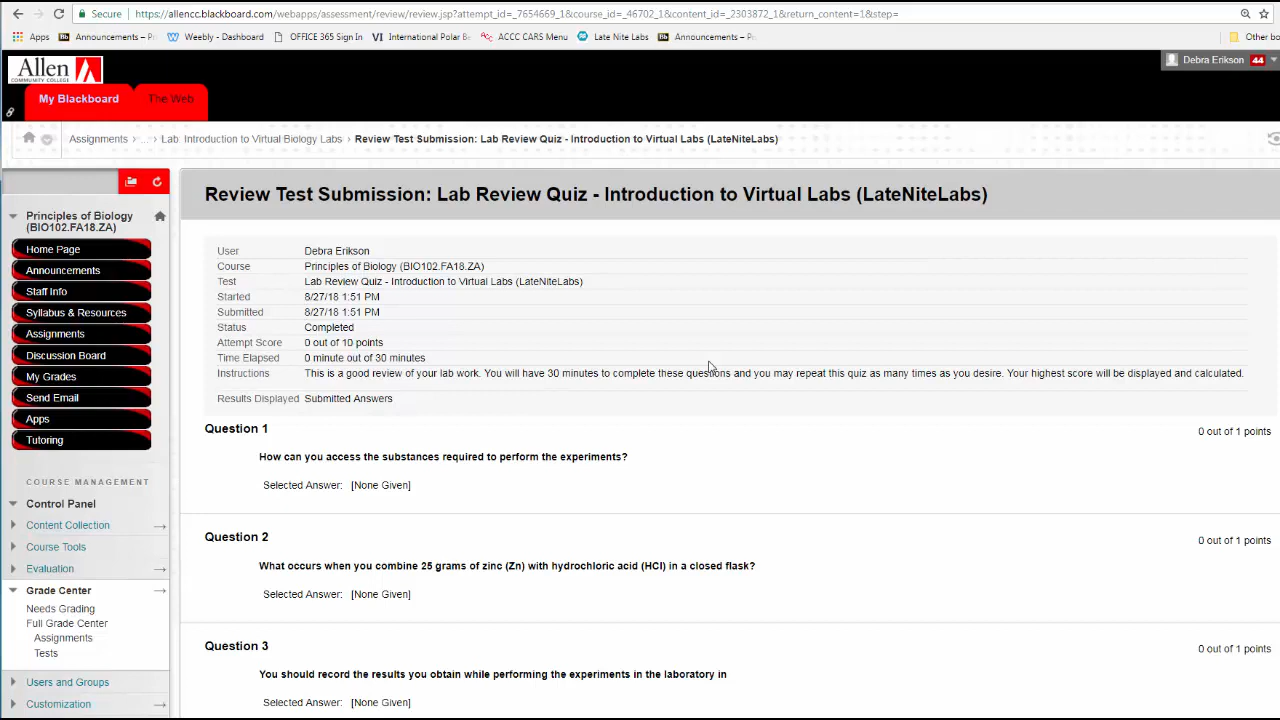 Secure https://allencc.blackboard.com/webapps/assessment/review/review.jsp?attempt_id=_7654669_1&course_id=_46702_1&content_id=_2303872_1&return_content=1&step=
Apps Bb Announcements – Pr Weebly - Dashboard OFFICE 365 Sign In VI International Polar Bo ACCC CARS Menu Late Nite Labs Bb Announcements – Pr Other bo
Allen
COMMUNITY COLLEGE
Debra Erikson 44
My Blackboard The Web
Assignments ... Lab: Introduction to Virtual Biology Labs Review Test Submission: Lab Review Quiz - Introduction to Virtual Labs (LateNiteLabs)
Review Test Submission: Lab Review Quiz - Introduction to Virtual Labs (LateNiteLabs)
Principles of Biology
(BIO102.FA18.ZA)
Home Page
Announcements
Staff Info
Syllabus & Resources
Assignments
Discussion Board
My Grades
Send Email
Apps
Tutoring
COURSE MANAGEMENT
Control Panel
Content Collection
Course Tools
Evaluation
Grade Center
Needs Grading
Full Grade Center
Assignments
Tests
Users and Groups
Customization
User Debra Erikson
Course Principles of Biology (BIO102.FA18.ZA)
Test Lab Review Quiz - Introduction to Virtual Labs (LateNiteLabs)
Started 8/27/18 1:51 PM
Submitted 8/27/18 1:51 PM
Status Completed
Attempt Score 0 out of 10 points
Time Elapsed 0 minute out of 30 minutes
Instructions This is a good review of your lab work. You will have 30 minutes to complete these questions and you may repeat this quiz as many times as you desire. Your highest score will be displayed and calculated.
Results Displayed Submitted Answers
Question 1 0 out of 1 points
How can you access the substances required to perform the experiments?
Selected Answer: [None Given]
Question 2 0 out of 1 points
What occurs when you combine 25 grams of zinc (Zn) with hydrochloric acid (HCl) in a closed flask?
Selected Answer: [None Given]
Question 3 0 out of 1 points
You should record the results you obtain while performing the experiments in the laboratory in
Selected Answer: [None Given]